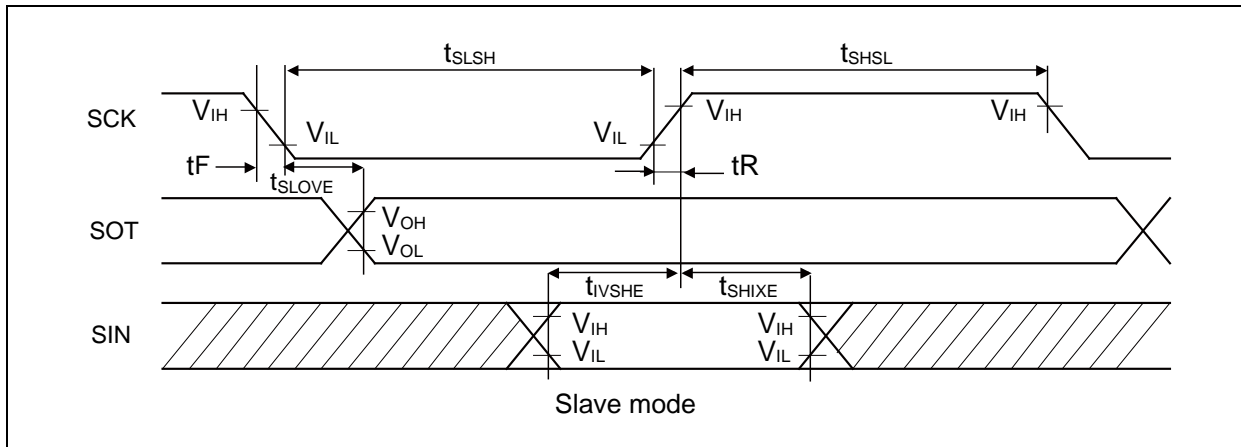 tSLSH
tSHSL
SCK
VIH
VIL
VIL
VIH
VIH
tF
tSLOVE
tR
SOT
VOH
VOL
tIVSHE
tSHIXE
SIN
VIH
VIL
VIH
VIL
Slave mode